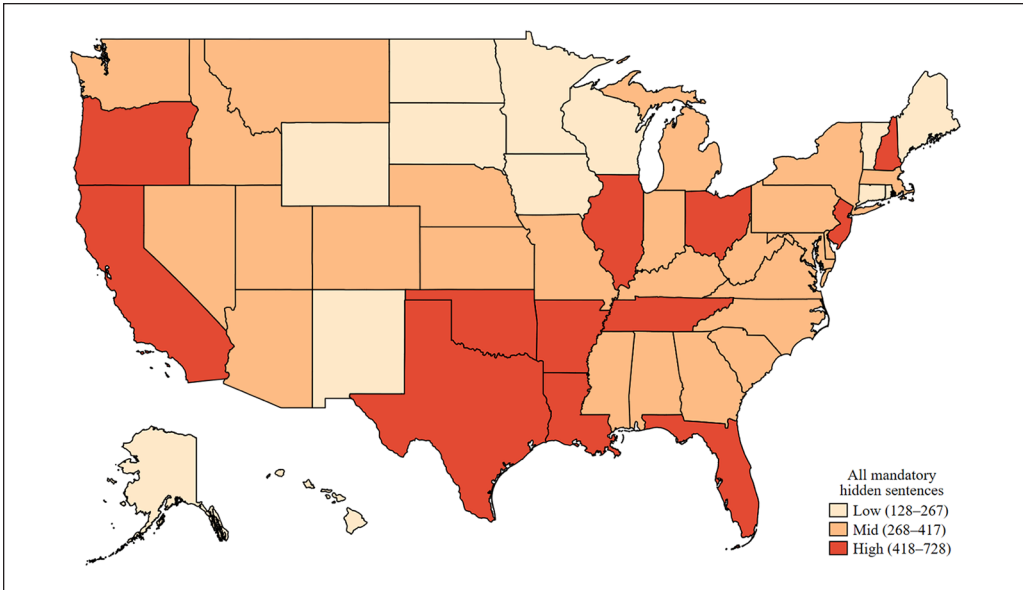 All mandatory
hidden sentences
Low (128–267)
Mid (268–417)
High (418–728)